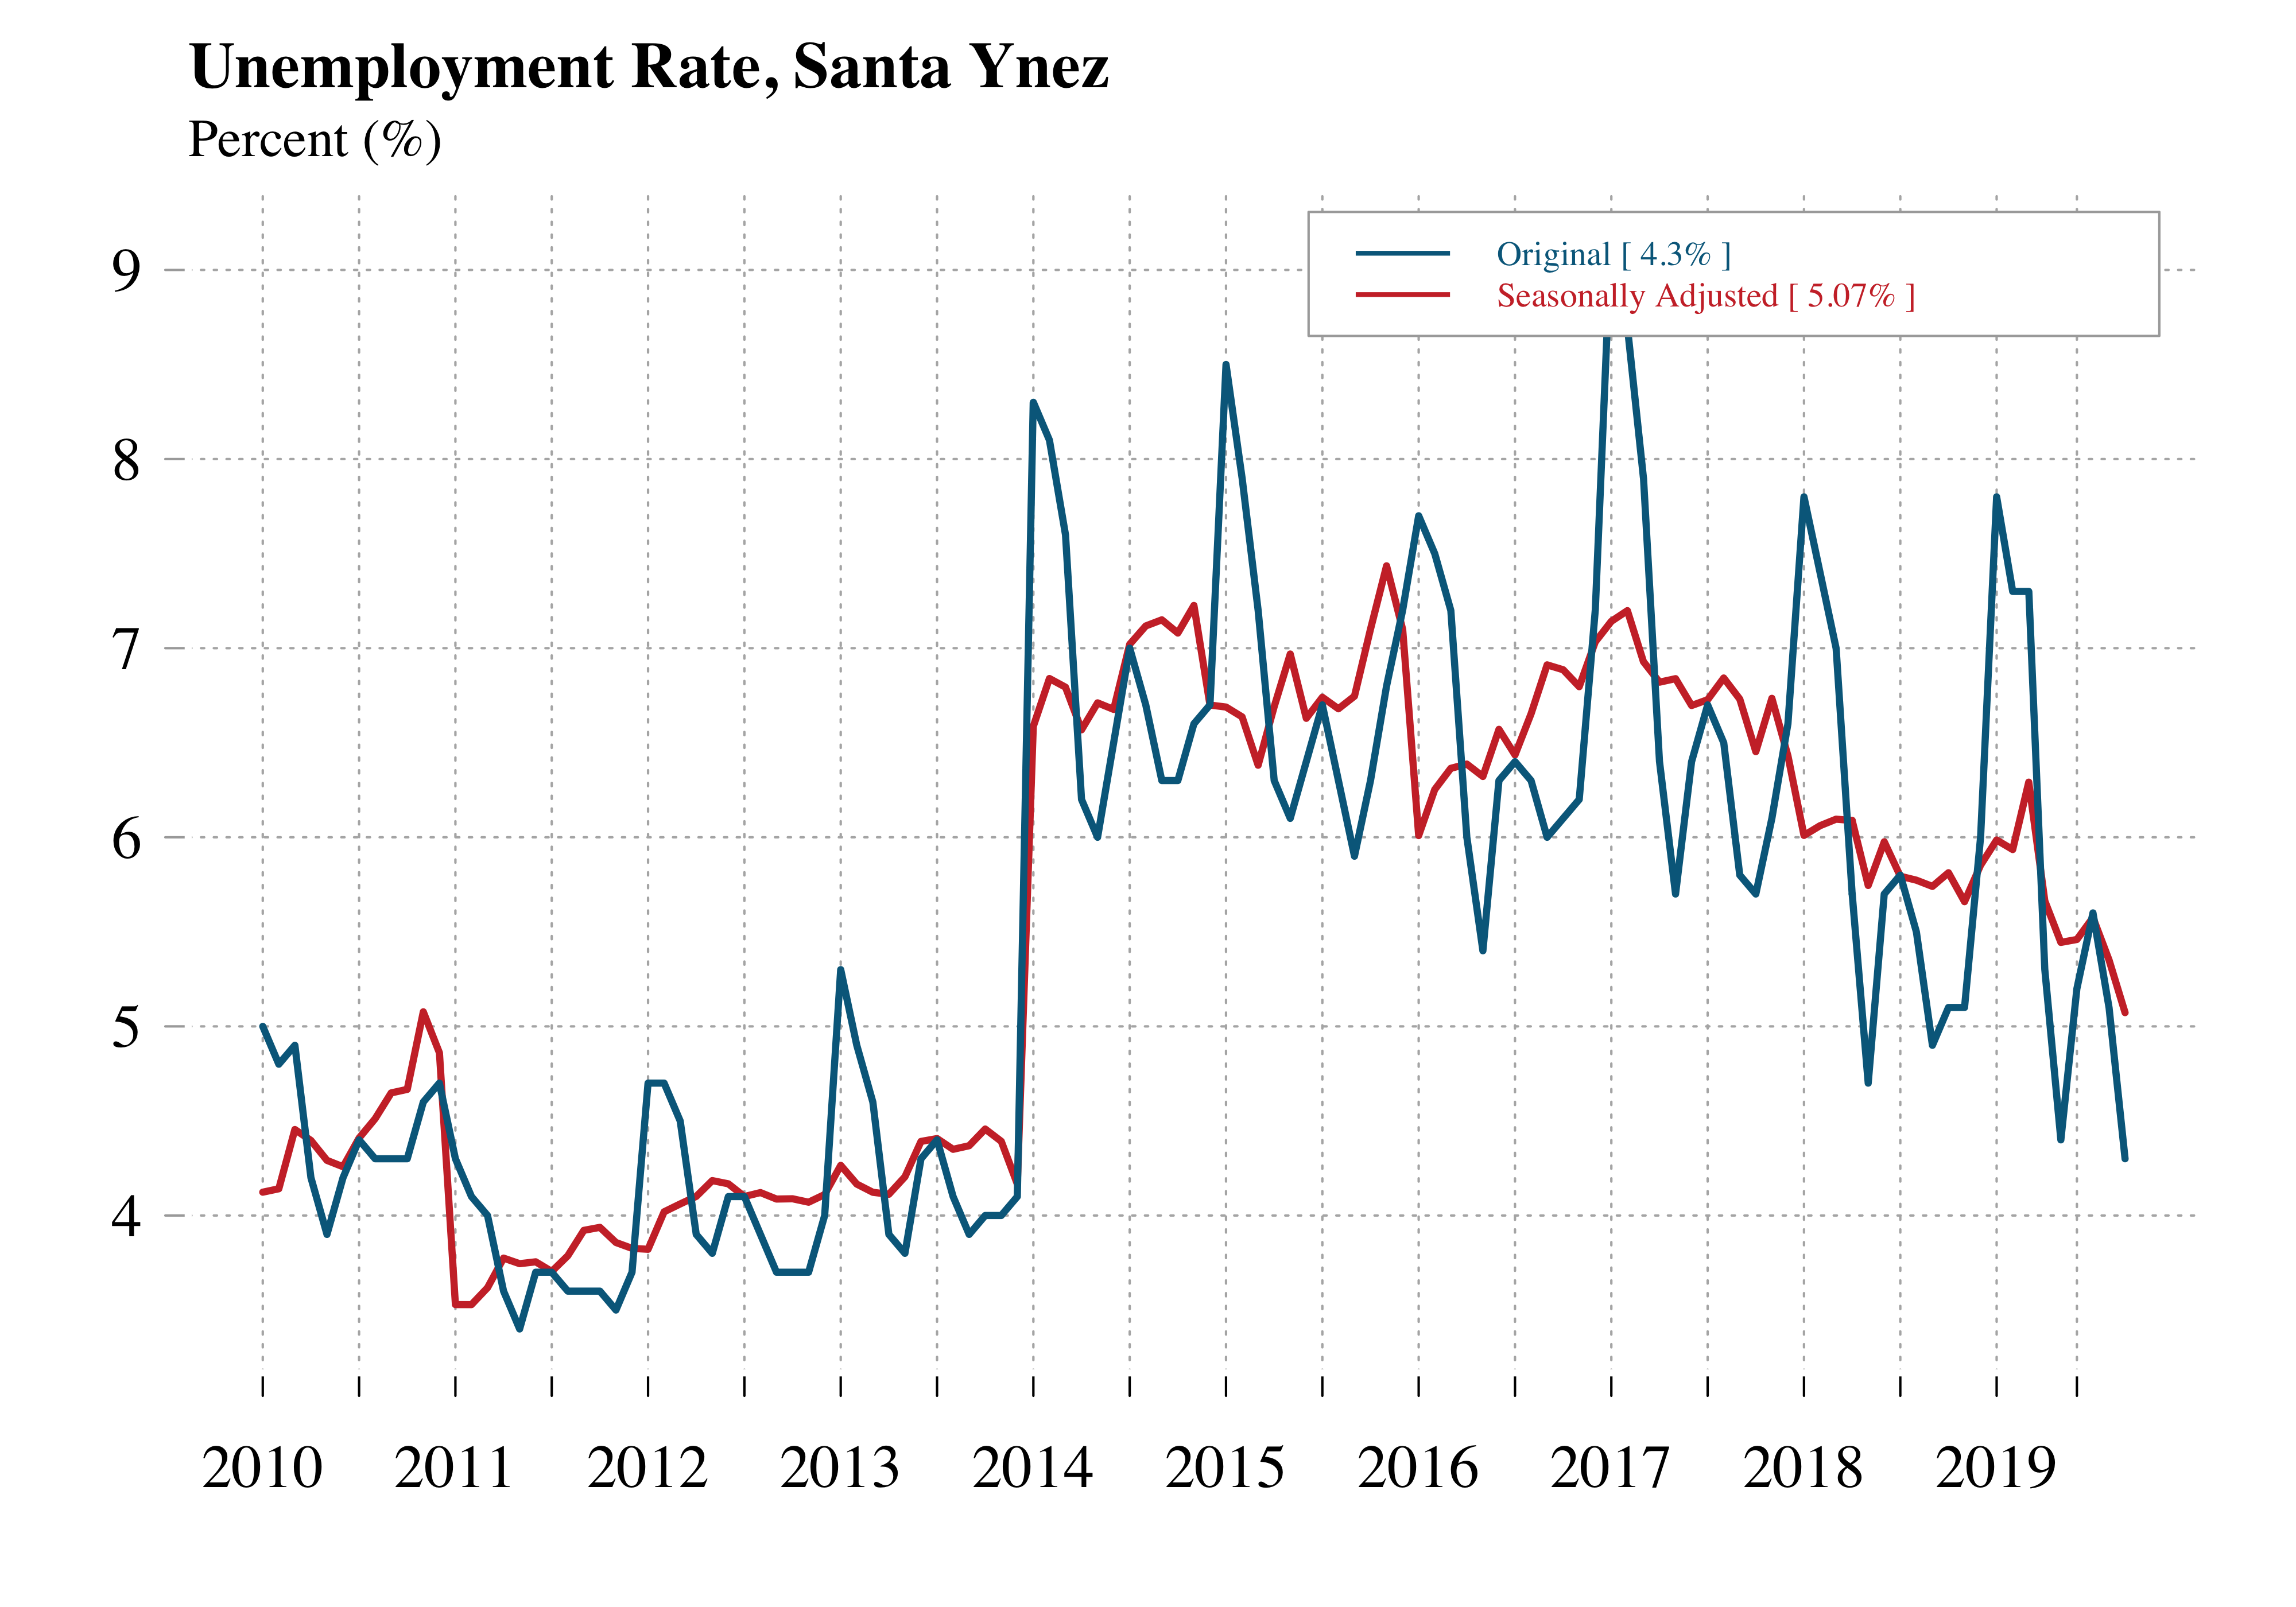 Unemployment Rate, Santa Ynez
Percent (%)
Original [ 4.3% ]
Seasonally Adjusted [ 5.07% ]
9
8
7
6
5
4
2010 2011 2012 2013 2014 2015 2016 2017 2018 2019